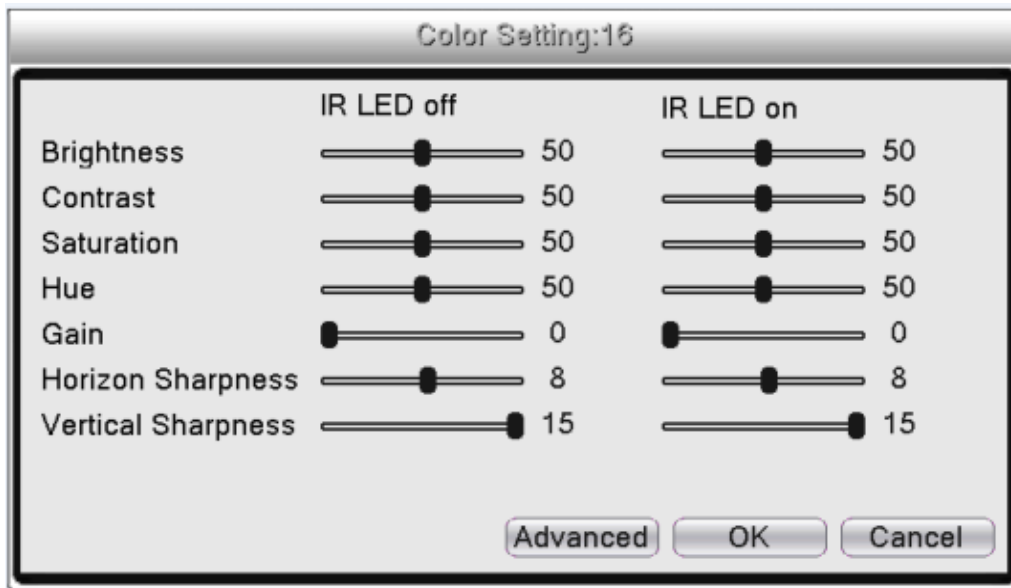 Color Setting:16
IR LED off IR LED on
Brightness 50 50
Contrast 50 50
Saturation 50 50
Hue 50 50
Gain 0 0
Horizon Sharpness 8 8
Vertical Sharpness 15 15
Advanced OK Cancel